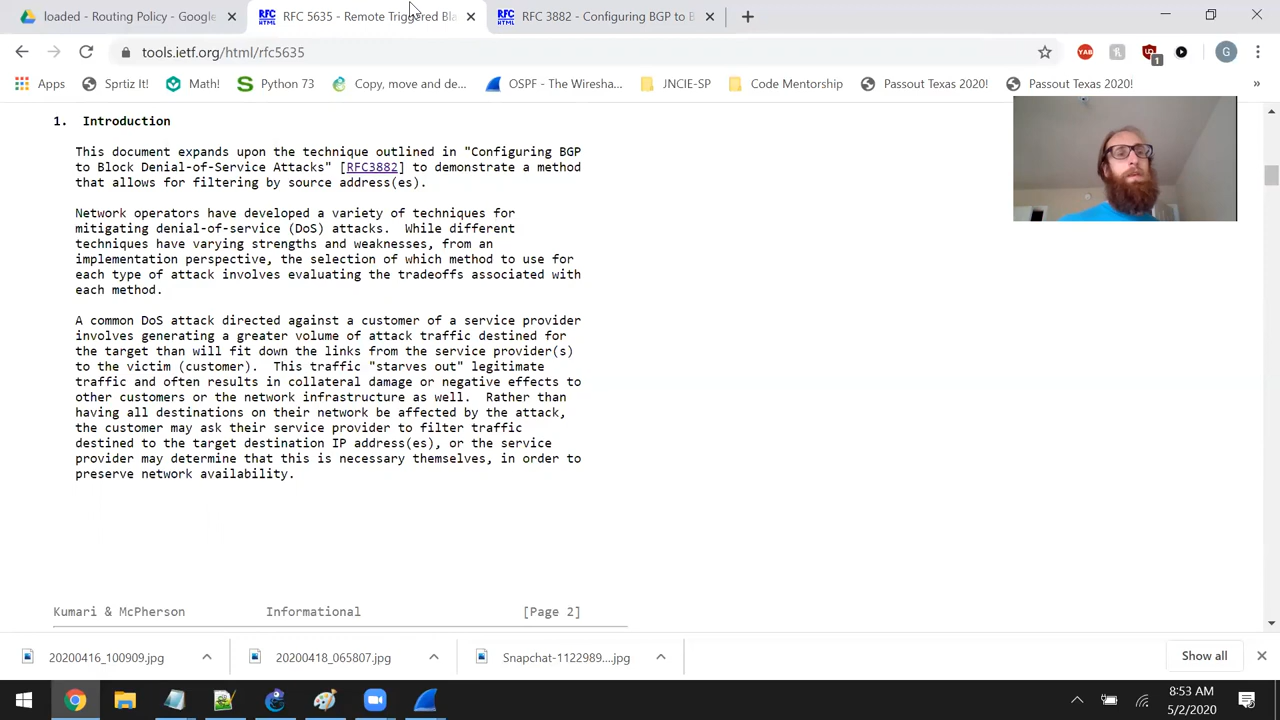 loaded - Routing Policy - Google
RFC 5635 - Remote Triggered Bla
RFC 3882 - Configuring BGP to B
tools.ietf.org/html/rfc5635
YAB
1
G
Apps
Sprtiz It!
Math!
Python 73
Copy, move and de...
OSPF - The Wiresha...
JNCIE-SP
Code Mentorship
Passout Texas 2020!
Passout Texas 2020!
»
1. Introduction
This document expands upon the technique outlined in "Configuring BGP
to Block Denial-of-Service Attacks" [RFC3882] to demonstrate a method
that allows for filtering by source address(es).
Network operators have developed a variety of techniques for
mitigating denial-of-service (DoS) attacks. While different
techniques have varying strengths and weaknesses, from an
implementation perspective, the selection of which method to use for
each type of attack involves evaluating the tradeoffs associated with
each method.
A common DoS attack directed against a customer of a service provider
involves generating a greater volume of attack traffic destined for
the target than will fit down the links from the service provider(s)
to the victim (customer). This traffic "starves out" legitimate
traffic and often results in collateral damage or negative effects to
other customers or the network infrastructure as well. Rather than
having all destinations on their network be affected by the attack,
the customer may ask their service provider to filter traffic
destined to the target destination IP address(es), or the service
provider may determine that this is necessary themselves, in order to
preserve network availability.
Kumari & McPherson Informational [Page 2]
20200416_100909.jpg
20200418_065807.jpg
Snapchat-1122989....jpg
Show all
8:53 AM
5/2/2020